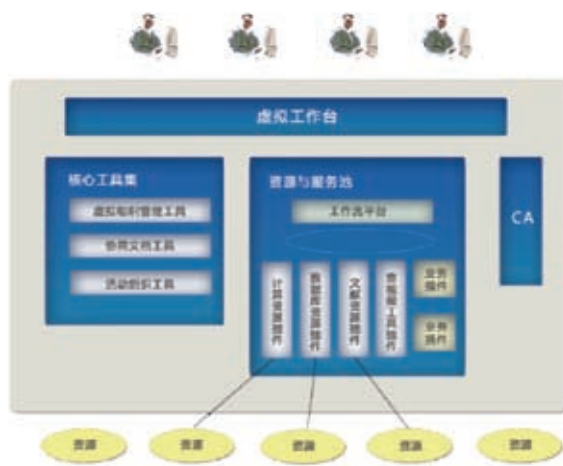 虚拟工作台
核心工具集
虚拟组织管理工具
协同文档工具
活动组织工具
资源与服务池
工作流平台
计算资源插件
数据库资源插件
文献资源插件
工具插件
业务插件
业务插件
CA
资源
资源
资源
资源
资源